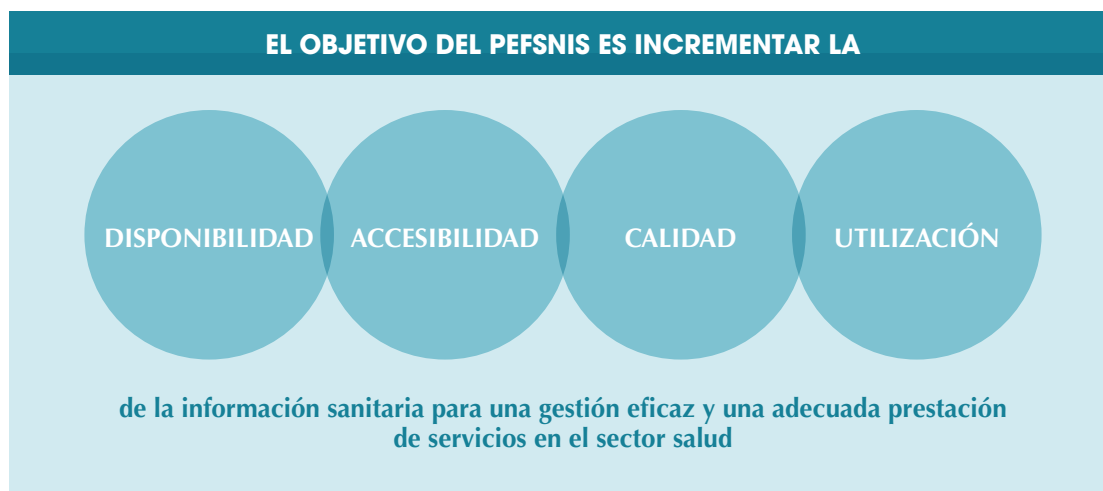 EL OBJETIVO DEL PEFSNIS ES INCREMENTAR LA
DISPONIBILIDAD ACCESIBILIDAD CALIDAD UTILIZACIÓN
de la información sanitaria para una gestión eficaz y una adecuada prestación
de servicios en el sector salud